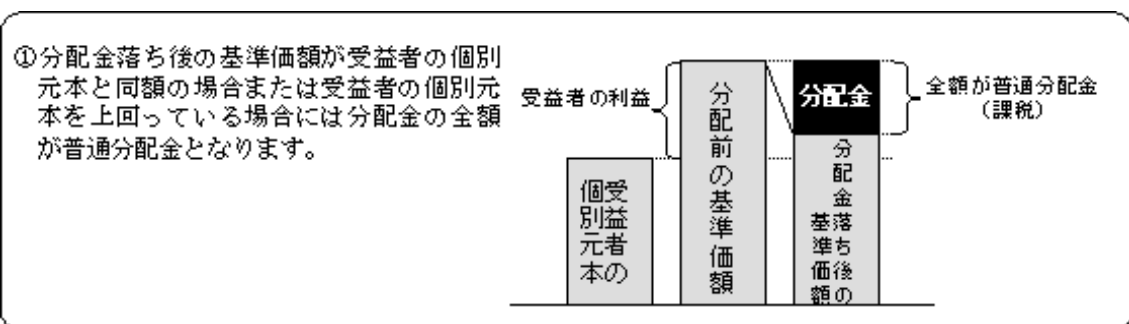 ①分配金落ち後の基準価額が受益者の個別
元本と同額の場合または受益者の個別元
本を上回っている場合には分配金の全額
が普通分配金となります。
受益者の利益
受益者の
個別元本
分配前の基準価額
分配金
分配金落ち後の
基準価額
全額が普通分配金
（課税）